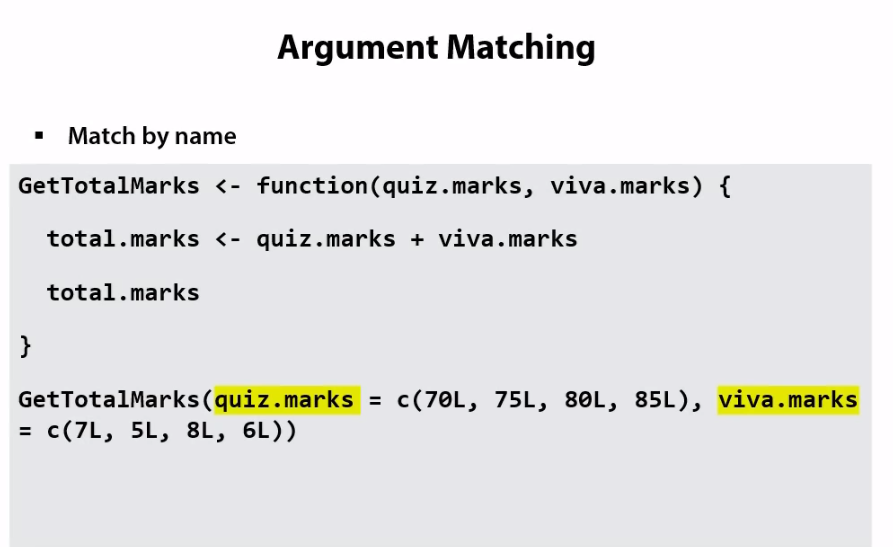 Argument Matching
▪ Match by name
GetTotalMarks <- function(quiz.marks, viva.marks) {
total.marks <- quiz.marks + viva.marks
total.marks
}
GetTotalMarks(quiz.marks = c(70L, 75L, 80L, 85L), viva.marks
= c(7L, 5L, 8L, 6L))